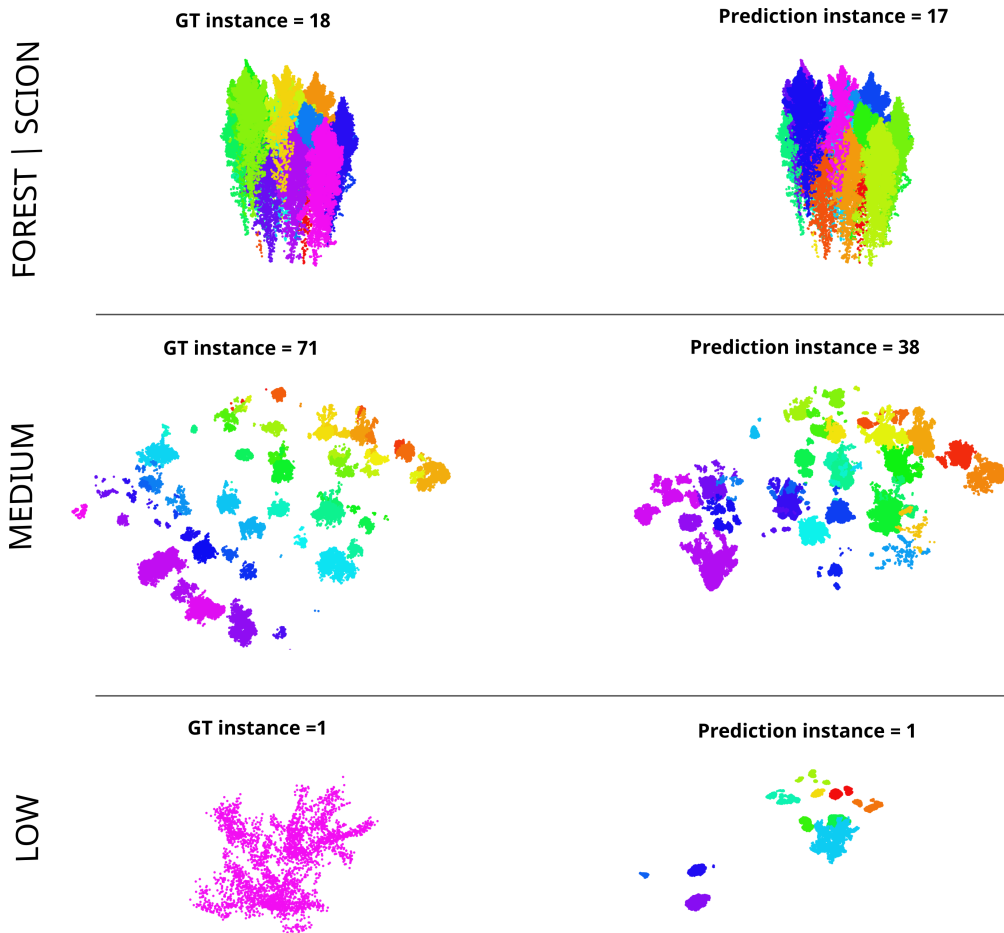 GT instance = 18
Prediction instance = 17
FOREST | SCION
GT instance = 71
Prediction instance = 38
MEDIUM
GT instance =1
Prediction instance = 1
LOW